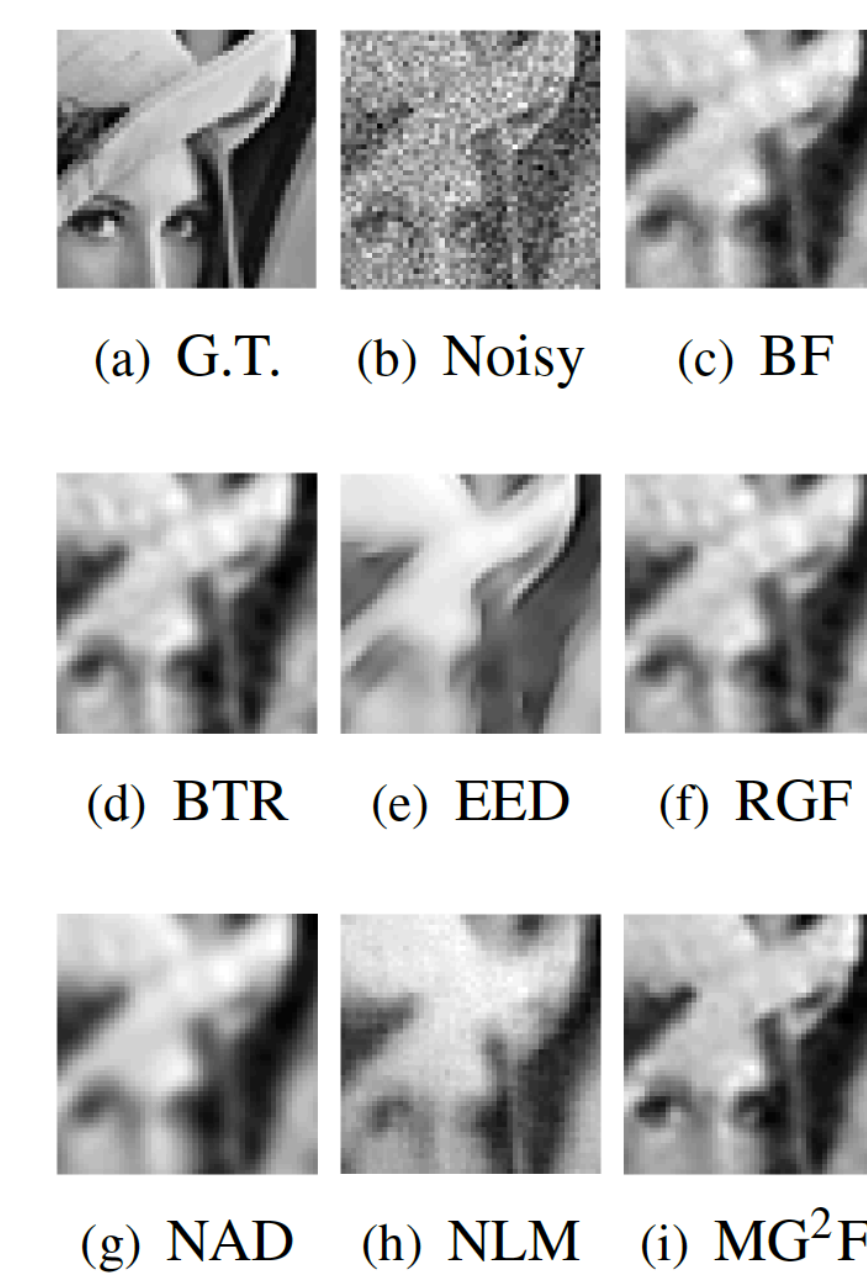 (a) G.T. (b) Noisy (c) BF
(d) BTR (e) EED (f) RGF
(g) NAD (h) NLM (i) MG²F